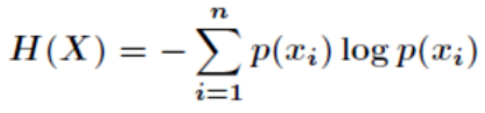 H(X) = − ∑_{i=1}^{n} p(x_i) log p(x_i)